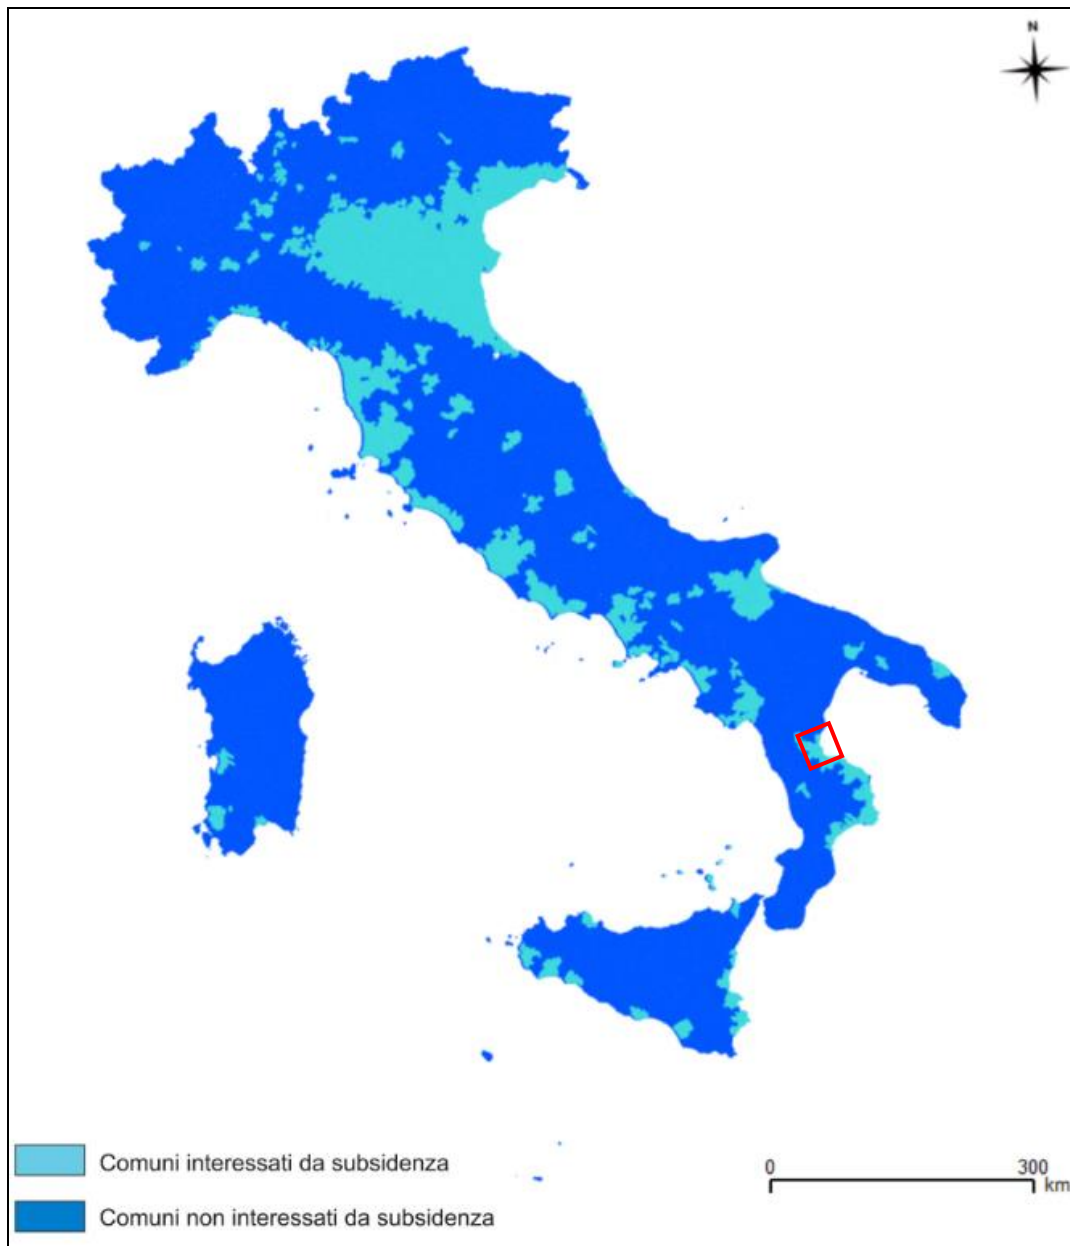 N
Comuni interessati da subsidenza
Comuni non interessati da subsidenza
0 300
km